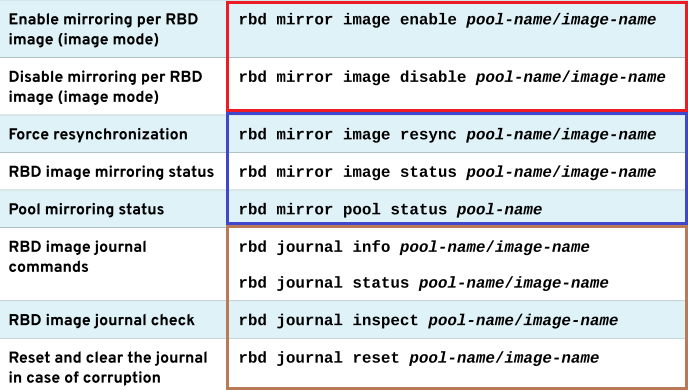 Enable mirroring per RBD
image (image mode)
rbd mirror image enable pool-name/image-name
Disable mirroring per RBD
image (image mode)
rbd mirror image disable pool-name/image-name
Force resynchronization
rbd mirror image resync pool-name/image-name
RBD image mirroring status
rbd mirror image status pool-name/image-name
Pool mirroring status
rbd mirror pool status pool-name
RBD image journal
commands
rbd journal info pool-name/image-name
rbd journal status pool-name/image-name
RBD image journal check
rbd journal inspect pool-name/image-name
Reset and clear the journal
in case of corruption
rbd journal reset pool-name/image-name